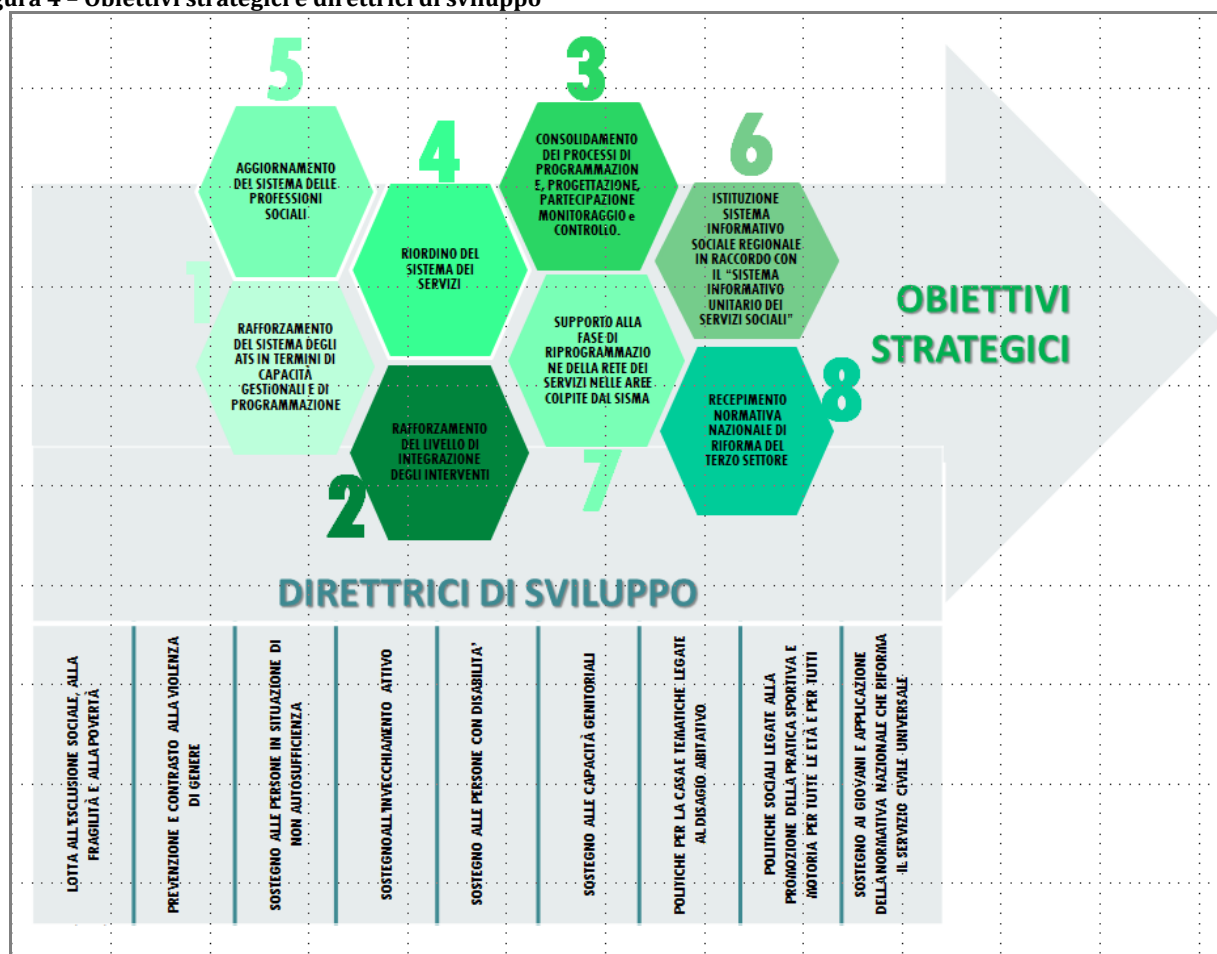 gura 4 – Obiettivi strategici e direttrici di sviluppo
5
AGGIORNAMENTO
DEL SISTEMA DELLE
PROFESSIONI
SOCIALI
4
RIORDINO DEL
SISTEMA DEI
SERVIZI
3
CONSOLIDAMENTO
DEI PROCESSI DI
PROGRAMMAZION
E, PROGETTAZIONE,
PARTECIPAZIONE
MONITORAGGIO e
CONTROLLO.
6
ISTITUZIONE
SISTEMA
INFORMATIVO
SOCIALE REGIONALE
IN RACCORDO CON
IL “SISTEMA
INFORMATIVO
UNITARIO DEI
SERVIZI SOCIALI”
1
RAFFORZAMENTO
DEL SISTEMA DEGLI
ATS IN TERMINI DI
CAPACITÀ
GESTIONALI E DI
PROGRAMMAZIONE
2
RAFFORZAMENTO
DEL LIVELLO DI
INTEGRAZIONE
DEGLI INTERVENTI
SUPPORTO ALLA
FASE DI
RIPROGRAMMAZIO
NE DELLA RETE DEI
SERVIZI NELLE AREE
COLPITE DAL SISMA
7
RECEPIMENTO
NORMATIVA
NAZIONALE DI
RIFORMA DEL
TERZO SETTORE
8
OBIETTIVI
STRATEGICI
DIRETTRICI DI SVILUPPO
LOTTA ALL'ESCLUSIONE SOCIALE, ALLA
FRAGILITÀ E ALLA POVERTÀ
PREVENZIONE E CONTRASTO ALLA VIOLENZA
DI GENERE
SOSTEGNO ALLE PERSONE IN SITUAZIONE DI
NON AUTOSUFFICIENZA
SOSTEGNO ALL'INVECCHIAMENTO ATTIVO
SOSTEGNO ALLE PERSONE CON DISABILITA'
SOSTEGNO ALLE CAPACITÀ GENITORIALI
POLITICHE PER LA CASA E TEMATICHE LEGATE
AL DISAGIO ABITATIVO
POLITICHE SOCIALI LEGATE ALLA
PROMOZIONE DELLA PRATICA SPORTIVA E
MOTORIA PER TUTTE LE ETÀ E PER TUTTI
SOSTEGNO AI GIOVANI E APPLICAZIONE
DELLA NORMATIVA NAZIONALE CHE RIFORMA
IL SERVIZIO CIVILE UNIVERSALE